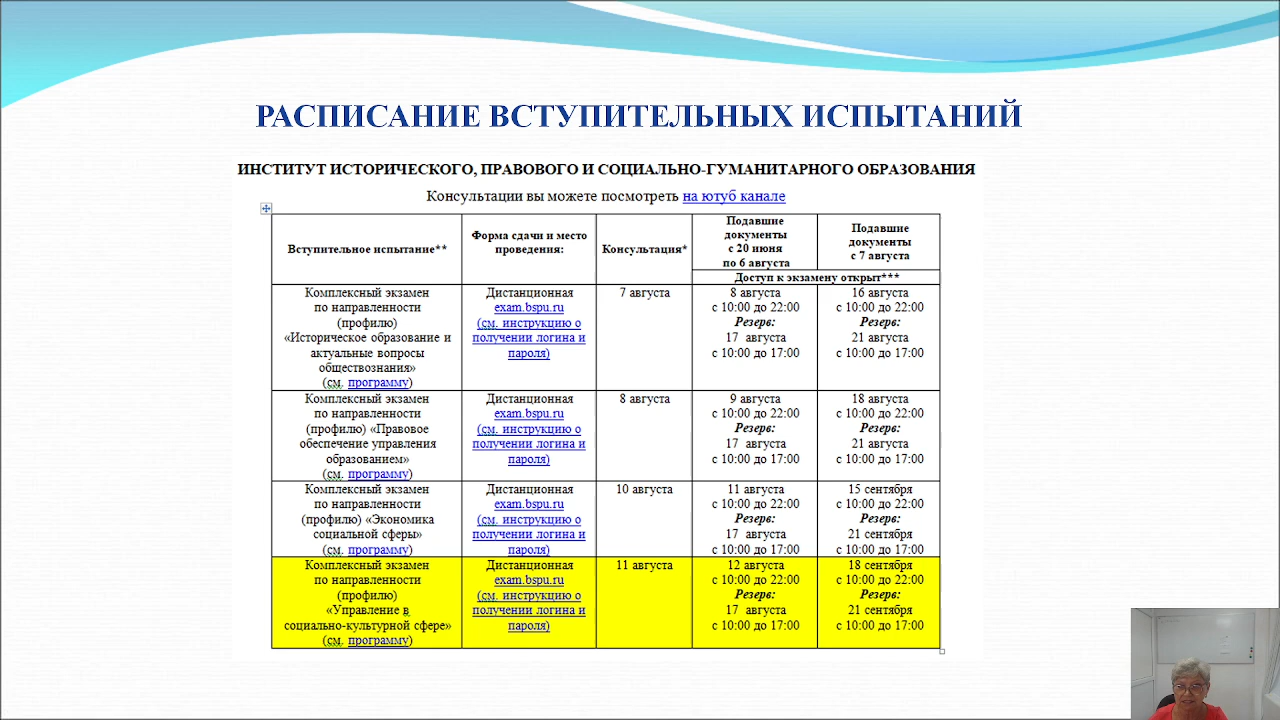 РАСПИСАНИЕ ВСТУПИТЕЛЬНЫХ ИСПЫТАНИЙ
ИНСТИТУТ ИСТОРИЧЕСКОГО, ПРАВОВОГО И СОЦИАЛЬНО-ГУМАНИТАРНОГО ОБРАЗОВАНИЯ
Консультации вы можете посмотреть на ютуб канале
Вступительное испытание**
Форма сдачи и место
проведения:
Консультация*
Подавшие
документы
с 20 июня
по 6 августа
Подавшие
документы
с 7 августа
Доступ к экзамену открыт***
Комплексный экзамен
по направленности
(профилю)
«Историческое образование и
актуальные вопросы
обществознания»
(см. программу)
Дистанционная
exam.bspu.ru
(см. инструкцию о
получении логина и
пароля)
7 августа
8 августа
с 10:00 до 22:00
Резерв:
17 августа
с 10:00 до 17:00
16 августа
с 10:00 до 22:00
Резерв:
21 августа
с 10:00 до 17:00
Комплексный экзамен
по направленности
(профилю) «Правовое
обеспечение управления
образованием»
(см. программу)
Дистанционная
exam.bspu.ru
(см. инструкцию о
получении логина и
пароля)
8 августа
9 августа
с 10:00 до 22:00
Резерв:
17 августа
с 10:00 до 17:00
18 августа
с 10:00 до 22:00
Резерв:
21 августа
с 10:00 до 17:00
Комплексный экзамен
по направленности
(профилю) «Экономика
социальной сферы»
(см. программу)
Дистанционная
exam.bspu.ru
(см. инструкцию о
получении логина и
пароля)
10 августа
11 августа
с 10:00 до 22:00
Резерв:
17 августа
с 10:00 до 17:00
15 сентября
с 10:00 до 22:00
Резерв:
21 сентября
с 10:00 до 17:00
Комплексный экзамен
по направленности
(профилю)
«Управление в
социально-культурной сфере»
(см. программу)
Дистанционная
exam.bspu.ru
(см. инструкцию о
получении логина и
пароля)
11 августа
12 августа
с 10:00 до 22:00
Резерв:
17 августа
с 10:00 до 17:00
18 сентября
с 10:00 до 22:00
Резерв:
21 сентября
с 10:00 до 17:00